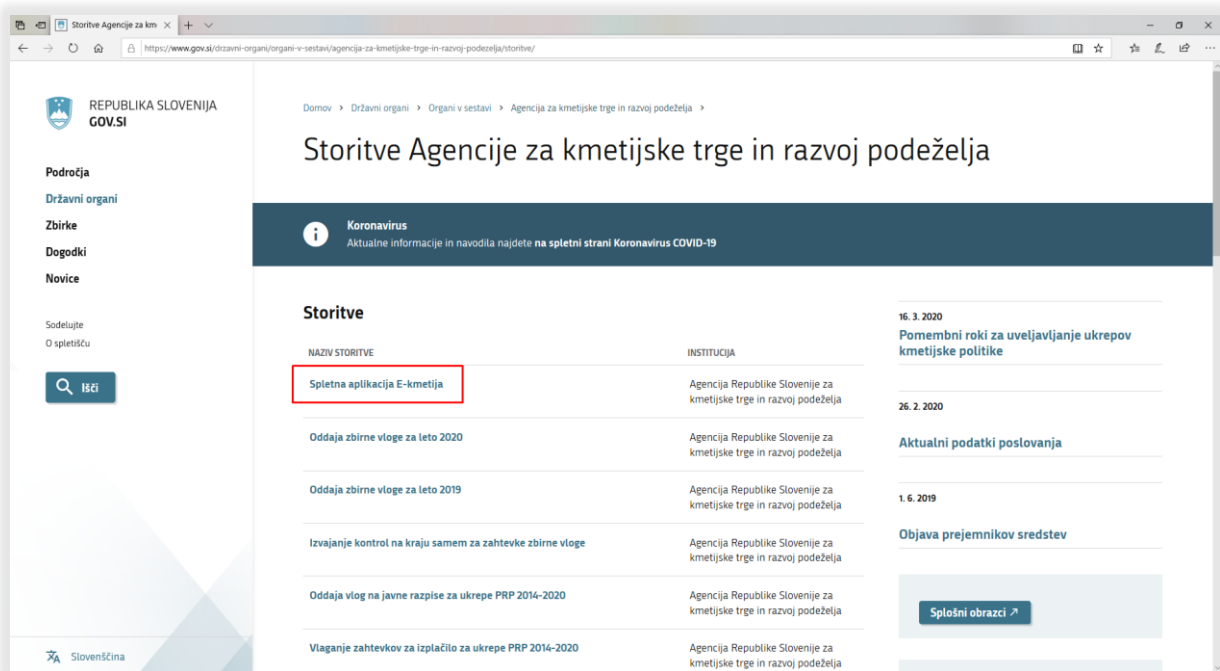 Storitve Agencije za km
https://www.gov.si/drzavni-organi/organi-v-sestavi/agencija-za-kmetijske-trge-in-razvoj-podezelja/storitve/
REPUBLIKA SLOVENIJA
GOV.SI
Področja
Državni organi
Zbirke
Dogodki
Novice
Sodelujte
O spletišču
Išči
Slovenščina
Domov > Državni organi > Organi v sestavi > Agencija za kmetijske trge in razvoj podeželja >
Storitve Agencije za kmetijske trge in razvoj podeželja
Koronavirus
Aktualne informacije in navodila najdete na spletni strani Koronavirus COVID-19
Storitve
NAZIV STORITVE INSTITUCIJA
Spletna aplikacija E-kmetija Agencija Republike Slovenije za
kmetijske trge in razvoj podeželja
Oddaja zbirne vloge za leto 2020 Agencija Republike Slovenije za
kmetijske trge in razvoj podeželja
Oddaja zbirne vloge za leto 2019 Agencija Republike Slovenije za
kmetijske trge in razvoj podeželja
Izvajanje kontrol na kraju samem za zahtevke zbirne vloge Agencija Republike Slovenije za
kmetijske trge in razvoj podeželja
Oddaja vlog na javne razpise za ukrepe PRP 2014-2020 Agencija Republike Slovenije za
kmetijske trge in razvoj podeželja
Vlaganje zahtevkov za izplačilo za ukrepe PRP 2014-2020 Agencija Republike Slovenije za
kmetijske trge in razvoj podeželja
16. 3. 2020
Pomembni roki za uveljavljanje ukrepov
kmetijske politike
26. 2. 2020
Aktualni podatki poslovanja
1. 6. 2019
Objava prejemnikov sredstev
Splošni obrazci